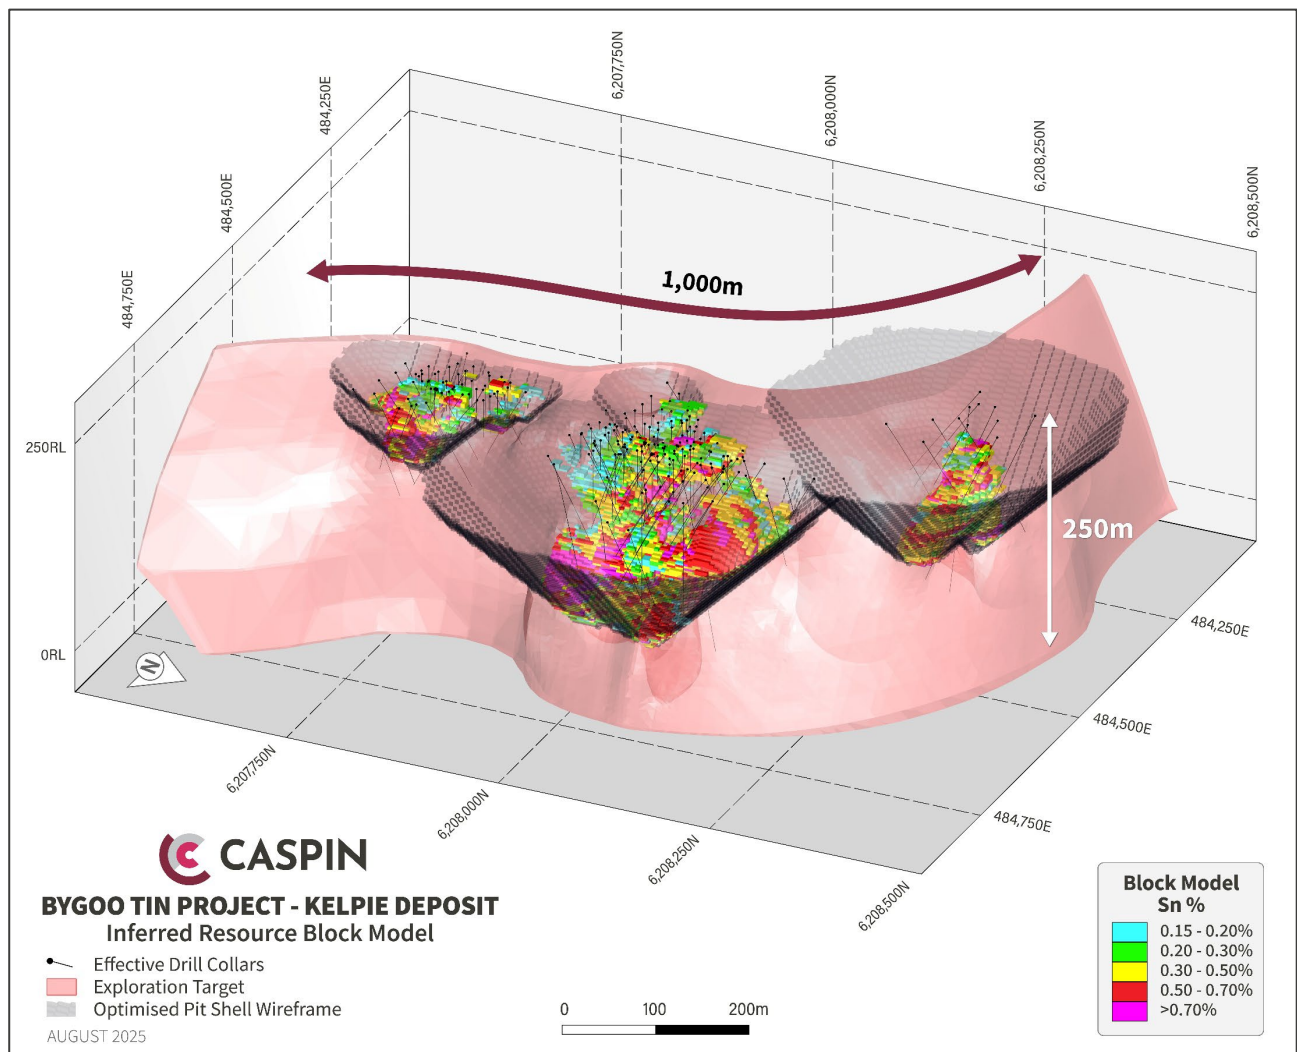 6,207,750N
484,250E
6,208,000N
6,208,250N
484,500E
6,208,500N
484,750E
1,000m
250RL
250m
484,250E
0RL
N
484,500E
6,207,750N
6,208,000N
484,750E
6,208,250N
6,208,500N
CASPIN
BYGOO TIN PROJECT - KELPIE DEPOSIT
Inferred Resource Block Model
Effective Drill Collars
Exploration Target
Optimised Pit Shell Wireframe
AUGUST 2025
0 100 200m
Block Model
Sn %
0.15 - 0.20%
0.20 - 0.30%
0.30 - 0.50%
0.50 - 0.70%
>0.70%